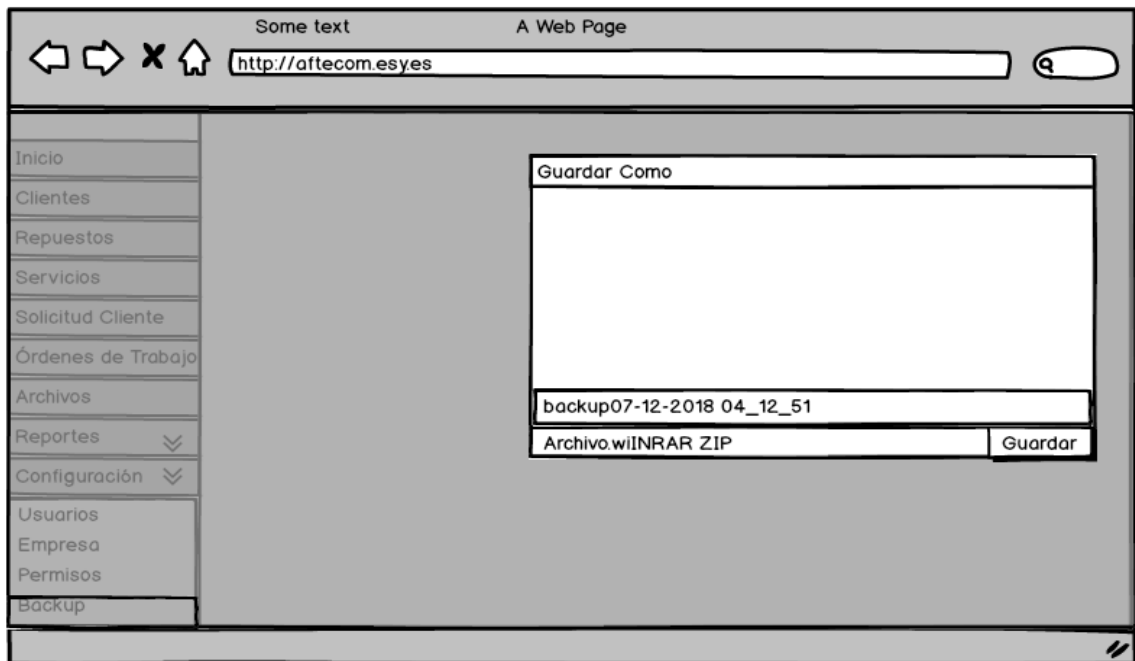 Some text
A Web Page
http://aftecom.esy.es
Inicio
Clientes
Repuestos
Servicios
Solicitud Cliente
Órdenes de Trabajo
Archivos
Reportes
Configuración
Usuarios
Empresa
Permisos
Backup
Guardar Como
backup07-12-2018 04_12_51
Archivo.wiINRAR ZIP
Guardar